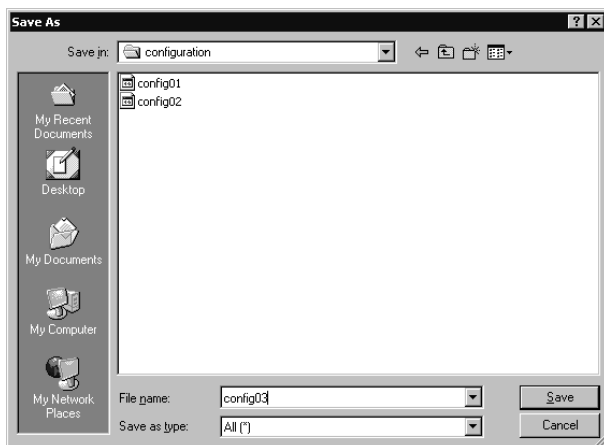 Save As
Save in:
configuration
config01
config02
My Recent
Documents
Desktop
My Documents
My Computer
My Network
Places
File name:
config03
Save
Save as type:
All (*)
Cancel